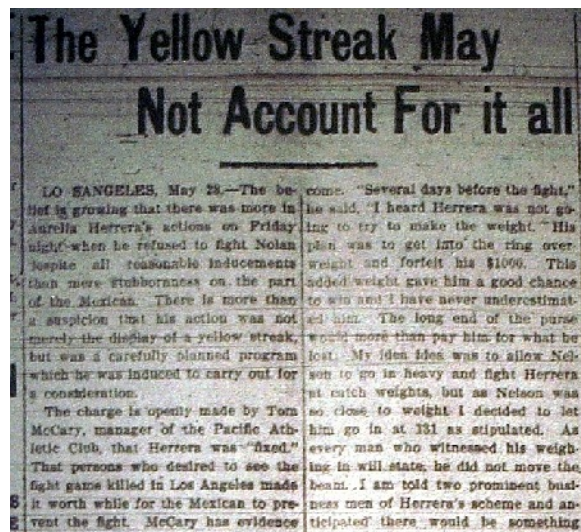 The Yellow Streak May
Not Account For it all
LO SANGELES, May 28.—The be-
lief is growing that there was more in
Aurelia Herrera's actions on Friday
night when he refused to fight Nolan
despite all reasonable inducements
than mere stubbornness on the part
of the Mexican. There is more than
a suspicion that his action was not
merely the display of a yellow streak,
but was a carefully planned program
which he was induced to carry out for
a consideration.
The charge is openly made by Tom
McCary, manager of the Pacific Ath-
letic Club, that Herrera was "fixed."
That persons who desired to see the
fight game killed in Los Angeles made
it worth while for the Mexican to pre-
vent the fight. McCary has evidence
come. "Several days before the fight,"
he said, "I heard Herrera was not go-
ing to try to make the weight. His
plan was to get into the ring over-
weight and forfeit his $1000. This
added weight gave him a good chance
to win and I have never underestimat-
ed him. The long end of the purse
would more than pay him for what he
lost. My idea idea was to allow Nel-
son to go in heavy and fight Herrera
at catch weights, but as Nelson was
so close to weight I decided to let
him go in at 131 as stipulated. As
every man who witnessed his weigh-
ing in will state, he did not move the
beam. I am told two prominent busi-
ness men of Herrera's scheme and an-
ticipated there would be something